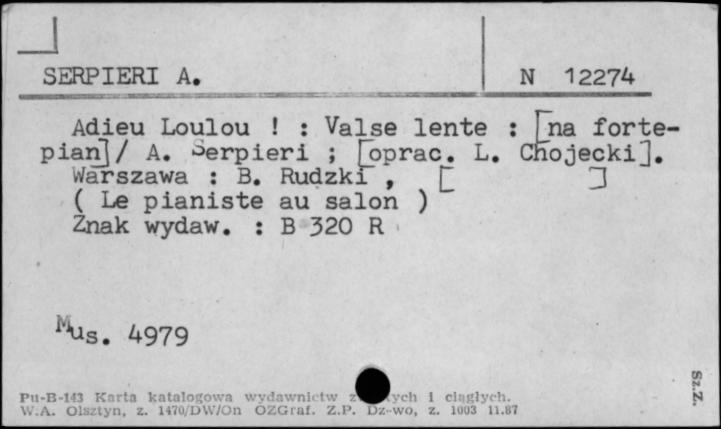 SERPIERI A. N 12274
Adieu Loulou ! : Valse lente : [na forte-
pian]/ A. Serpieri ; [oprac. L. Chojecki].
Warszawa : B. Rudzki , [ ]
( Le pianiste au salon )
Znak wydaw. : B 320 R
Mus. 4979
Sz.Z.
Pu-B-143 Karta katalogowa wydawnictw i ciągłych.
W.A. Olsztyn, z. 1470/DW/On OZGraf. Z.P. Dz-wo, z. 1003 11.87